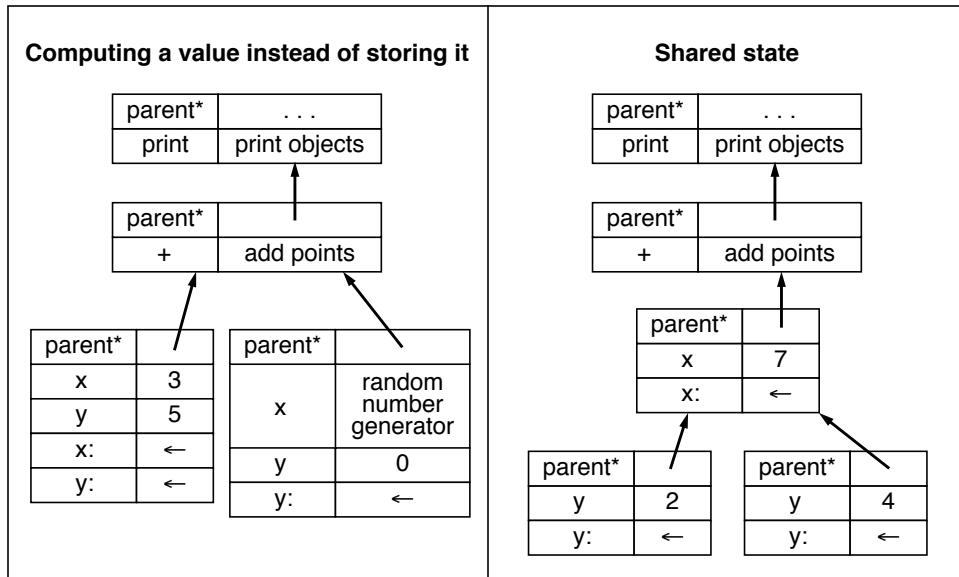 Computing a value instead of storing it
parent* . . .
print print objects
parent*
+ add points
parent*
x 3
y 5
x: ←
y: ←
parent*
x random
number
generator
y 0
y: ←
Shared state
parent* . . .
print print objects
parent*
+ add points
parent*
x 7
x: ←
parent*
y 2
y: ←
parent*
y 4
y: ←